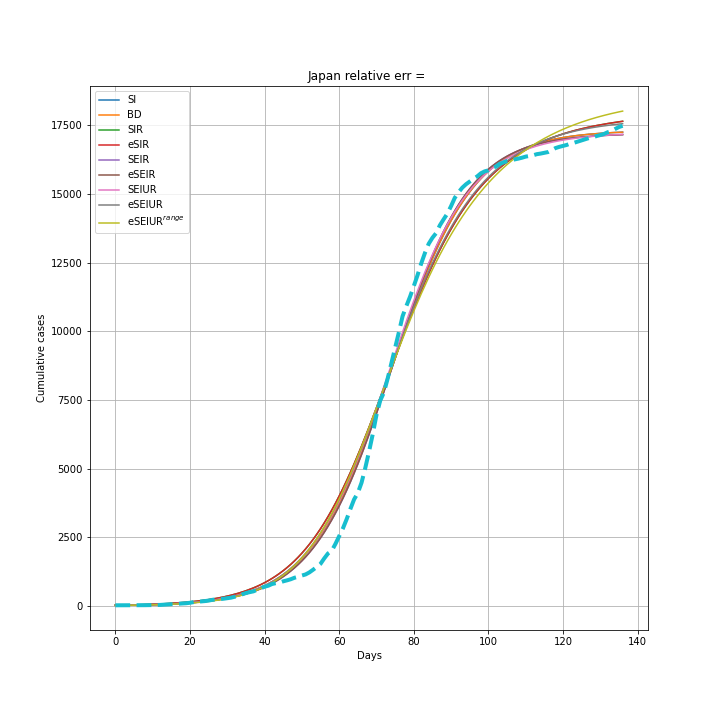 Japan relative err =
SI
BD
SIR
eSIR
SEIR
eSEIR
SEIUR
eSEIUR
eSEIUR^range
17500
15000
12500
10000
7500
5000
2500
0
Cumulative cases
0 20 40 60 80 100 120 140
Days